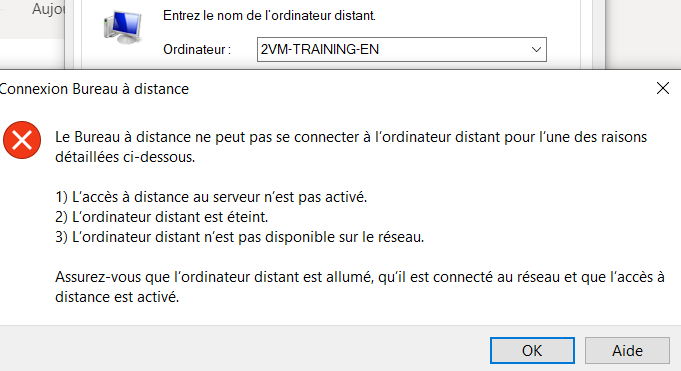 Aujou
Entrez le nom de l'ordinateur distant.
Ordinateur :
2VM-TRAINING-EN
Connexion Bureau à distance
Le Bureau à distance ne peut pas se connecter à l'ordinateur distant pour l'une des raisons
détaillées ci-dessous.
1) L'accès à distance au serveur n'est pas activé.
2) L'ordinateur distant est éteint.
3) L'ordinateur distant n'est pas disponible sur le réseau.
Assurez-vous que l'ordinateur distant est allumé, qu'il est connecté au réseau et que l'accès à
distance est activé.
OK
Aide